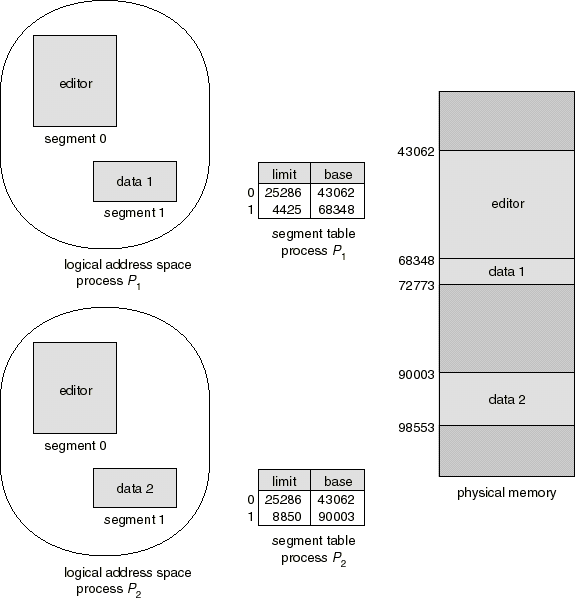 editor
segment 0
data 1
segment 1
logical address space
process P1
limit base
0 25286 43062
1 4425 68348
segment table
process P1
editor
segment 0
data 2
segment 1
logical address space
process P2
limit base
0 25286 43062
1 8850 90003
segment table
process P2
43062
editor
68348
data 1
72773
90003
data 2
98553
physical memory